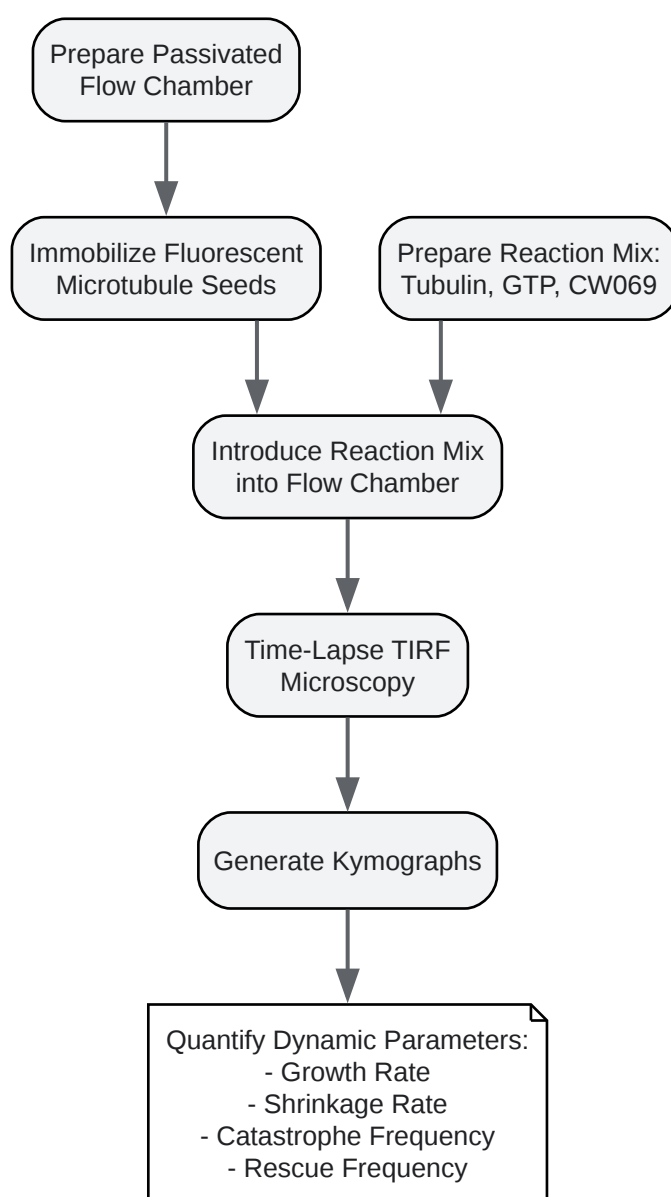 Prepare Passivated
Flow Chamber
Immobilize Fluorescent
Microtubule Seeds
Prepare Reaction Mix:
Tubulin, GTP, CW069
Introduce Reaction Mix
into Flow Chamber
Time-Lapse TIRF
Microscopy
Generate Kymographs
Quantify Dynamic Parameters:
- Growth Rate
- Shrinkage Rate
- Catastrophe Frequency
- Rescue Frequency